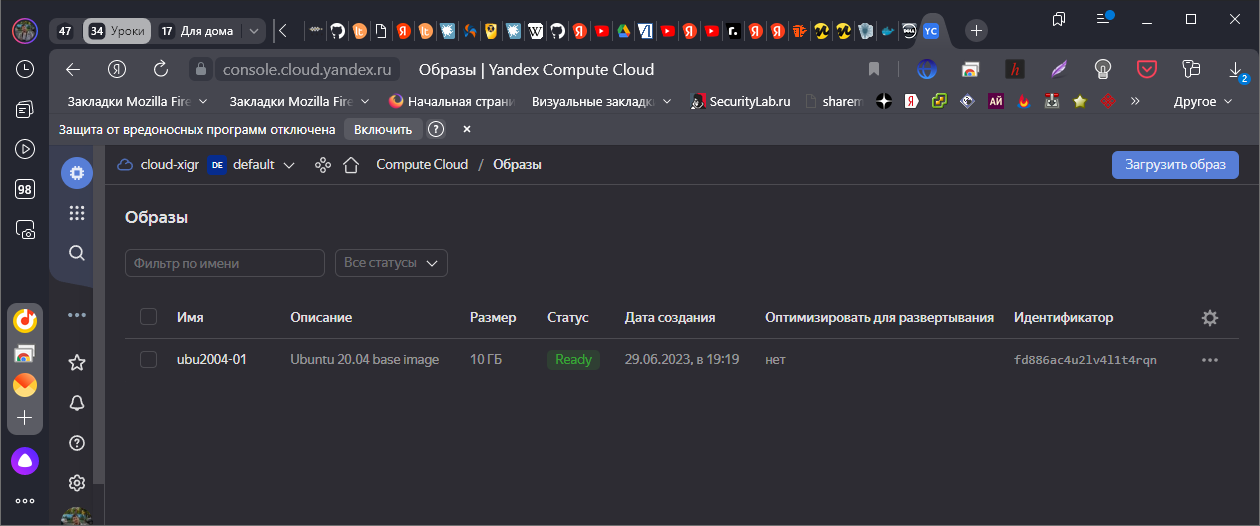 47 34 Уроки 17 Для дома
console.cloud.yandex.ru Образы | Yandex Compute Cloud
2
Закладки Mozilla Fire Закладки Mozilla Fire Начальная страни Визуальные закладк SecurityLab.ru sharem АЙ Другое
Защита от вредоносных программ отключена Включить ?
cloud-xigr DE default Compute Cloud / Образы Загрузить образ
98
Образы
Фильтр по имени Все статусы
Имя Описание Размер Статус Дата создания Оптимизировать для развертывания Идентификатор
ubu2004-01 Ubuntu 20.04 base image 10 ГБ Ready 29.06.2023, в 19:19 нет fd886ac4u2lv4l1t4rqn